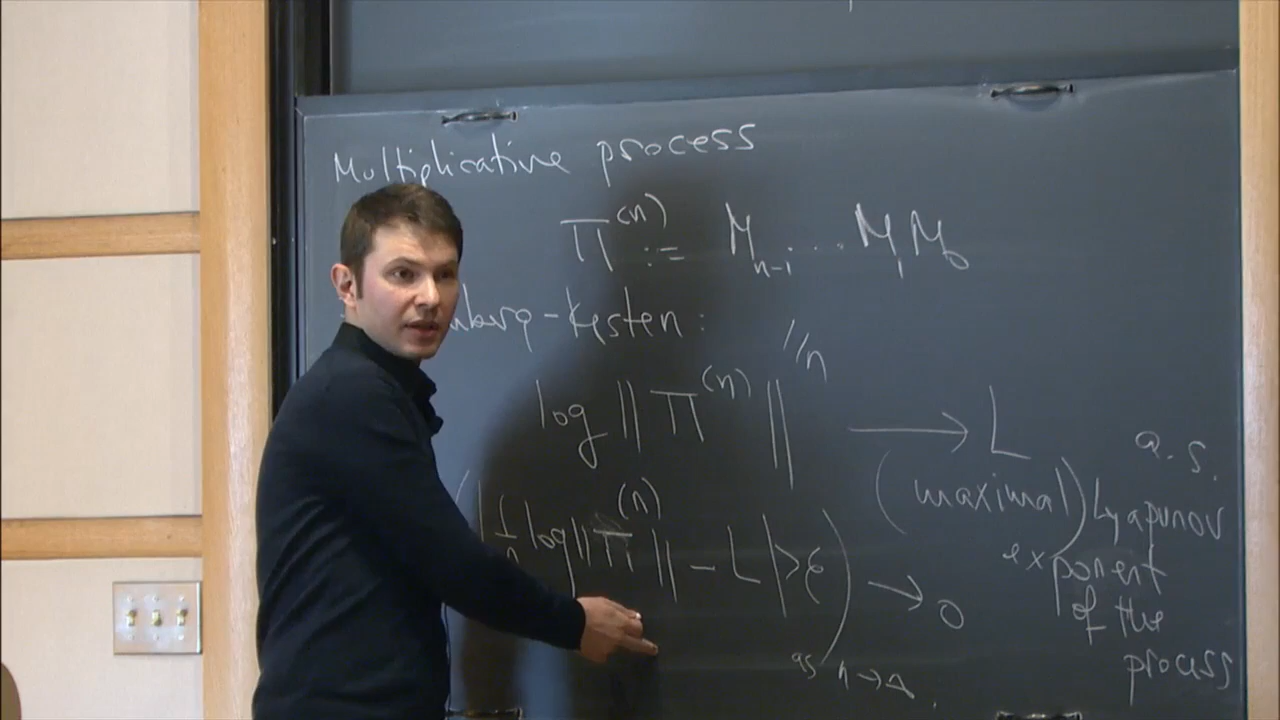 Multiplicative process
Π^(n) := M_{n-1} ... M_1 M_0
nberg-Kesten:
log ||Π^(n)||^{1/n} → L a.s.
(maximal) Lyapunov
exponent
of the
process
(|1/n log||Π^(n)|| - L| > ε) → 0
as n→∞.